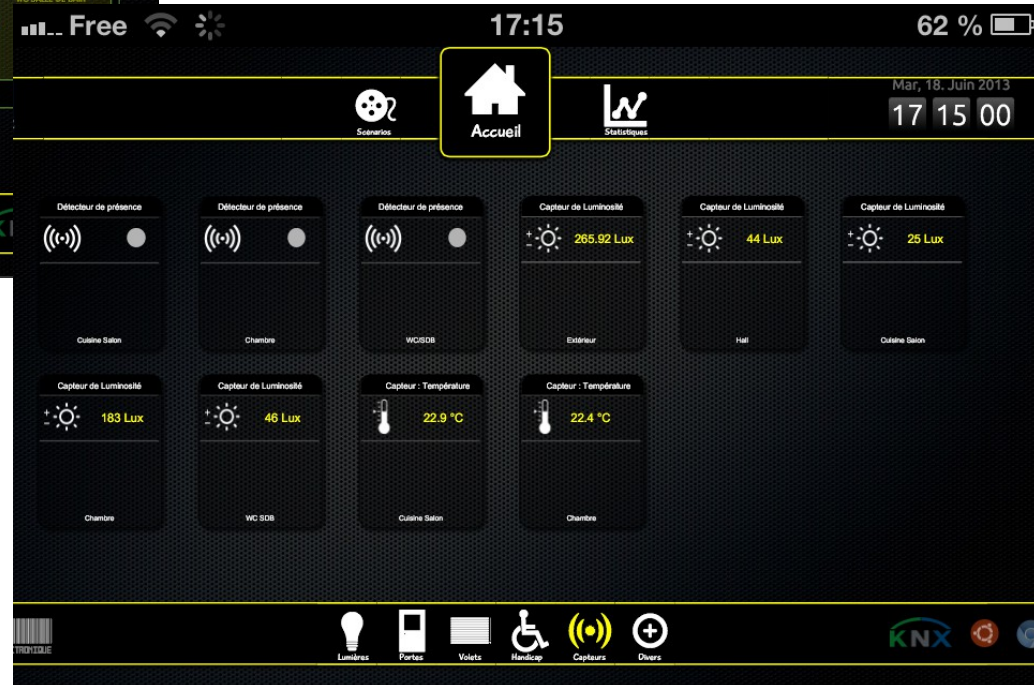 Free 17:15 62 %
Mar, 18. Juin 2013
17 15 00
Scénarios
Accueil
Statistiques
Détecteur de présence
Cuisine Salon
Détecteur de présence
Chambre
Détecteur de présence
WC/SDB
Capteur de Luminosité
265.92 Lux
Extérieur
Capteur de Luminosité
44 Lux
Hall
Capteur de Luminosité
25 Lux
Cuisine Salon
Capteur de Luminosité
183 Lux
Chambre
Capteur de Luminosité
46 Lux
WC SDB
Capteur : Température
22.9 °C
Cuisine Salon
Capteur : Température
22.4 °C
Chambre
TRONIQUE
Lumières
Portes
Volets
Handicap
Capteurs
Divers
KNX